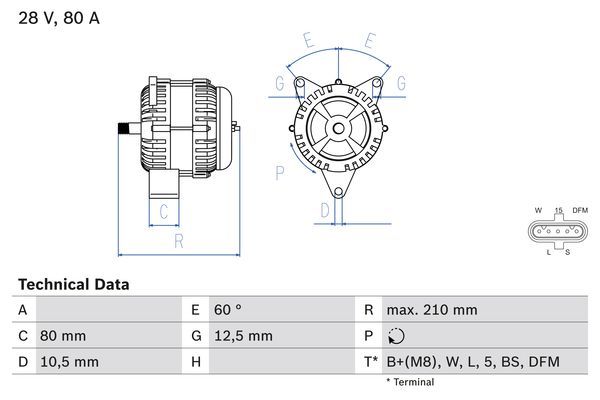 28 V, 80 A
E E
G G
P
C D
R
W 15 DFM
L S
Technical Data
A E 60 ° R max. 210 mm
C 80 mm G 12,5 mm P
D 10,5 mm H T* B+(M8), W, L, 5, BS, DFM
* Terminal